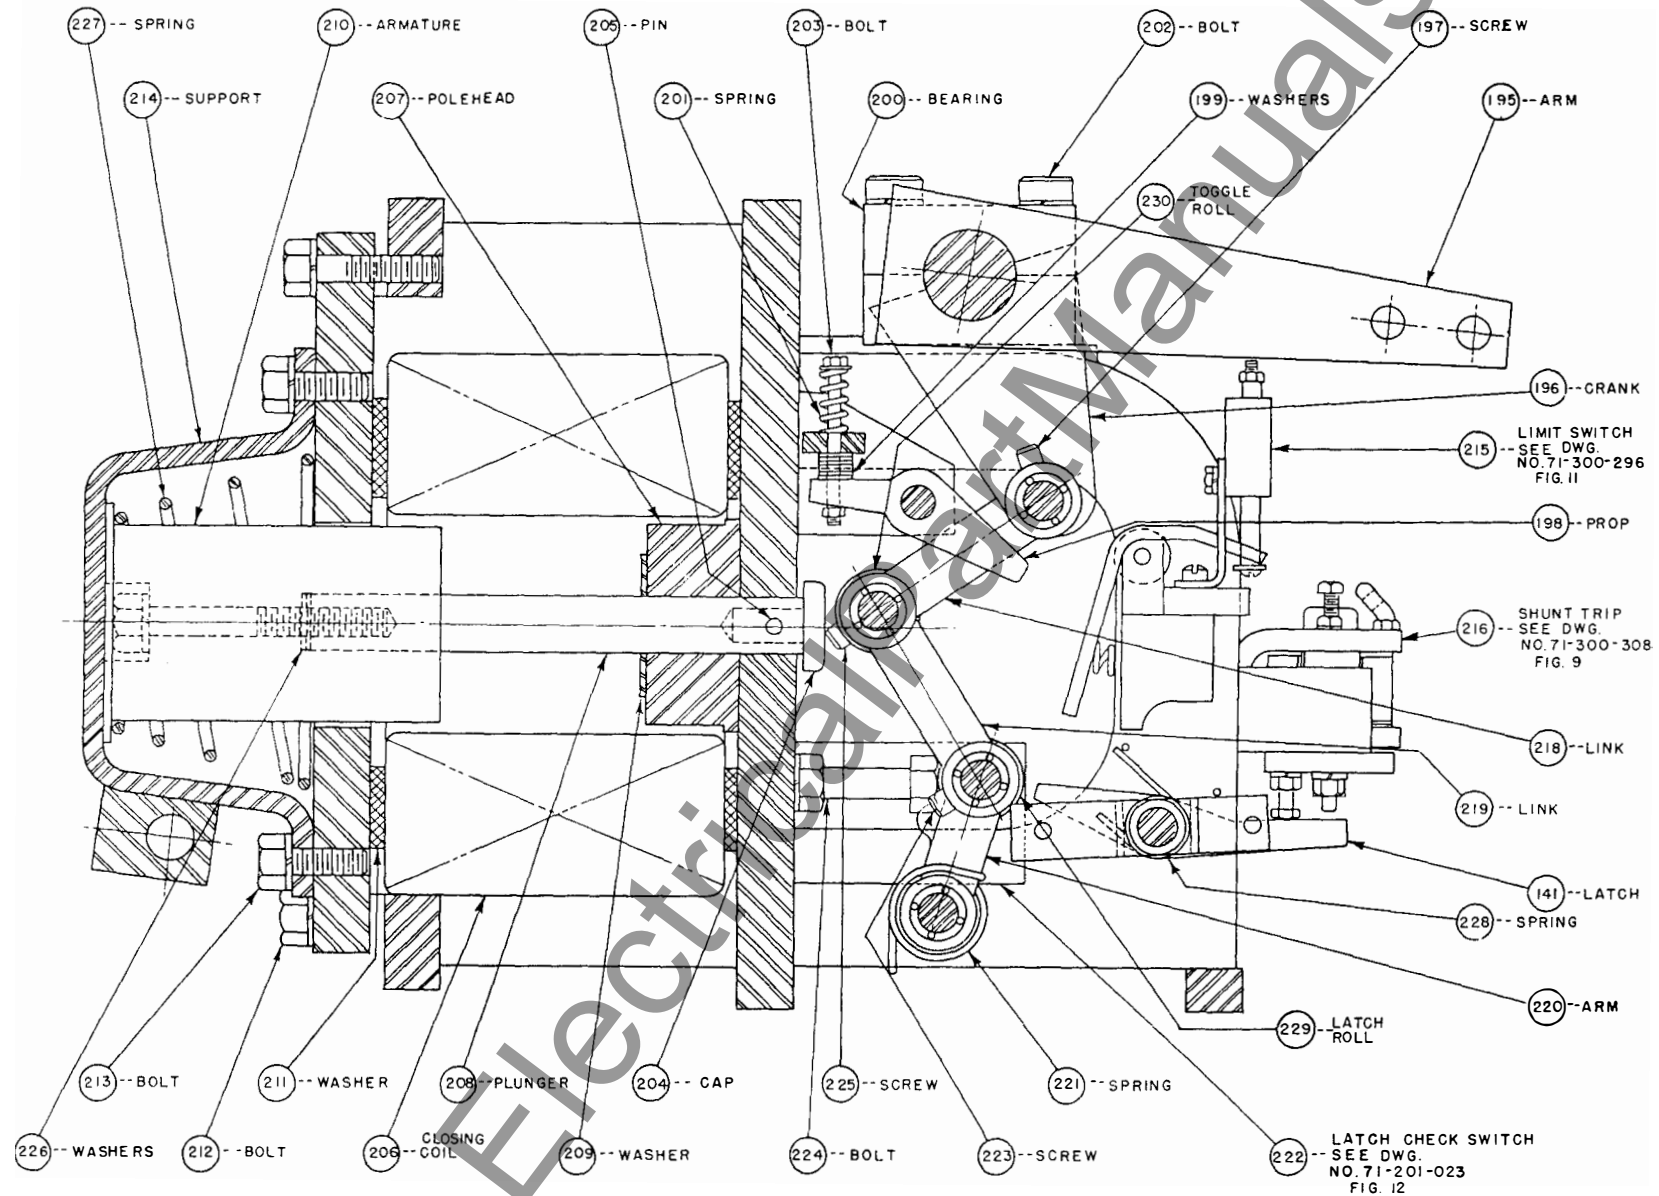 227--SPRING
210--ARMATURE
205--PIN
203--BOLT
202--BOLT
197--SCREW
214--SUPPORT
207--POLEHEAD
201--SPRING
200--BEARING
199--WASHERS
195--ARM
230--TOGGLE
ROLL
196--CRANK
215--LIMIT SWITCH
SEE DWG.
NO.71-300-296
FIG.11
198--PROP
216--SHUNT TRIP
SEE DWG.
NO.71-300-308
FIG. 9
218--LINK
219--LINK
141--LATCH
228--SPRING
220--ARM
229--LATCH
ROLL
213--BOLT
211--WASHER
208--PLUNGER
204--CAP
225--SCREW
221--SPRING
226--WASHERS
212--BOLT
206--CLOSING
COIL
209--WASHER
224--BOLT
223--SCREW
222--LATCH CHECK SWITCH
SEE DWG.
NO.71-201-023
FIG. 12
ElectricalPartManuals